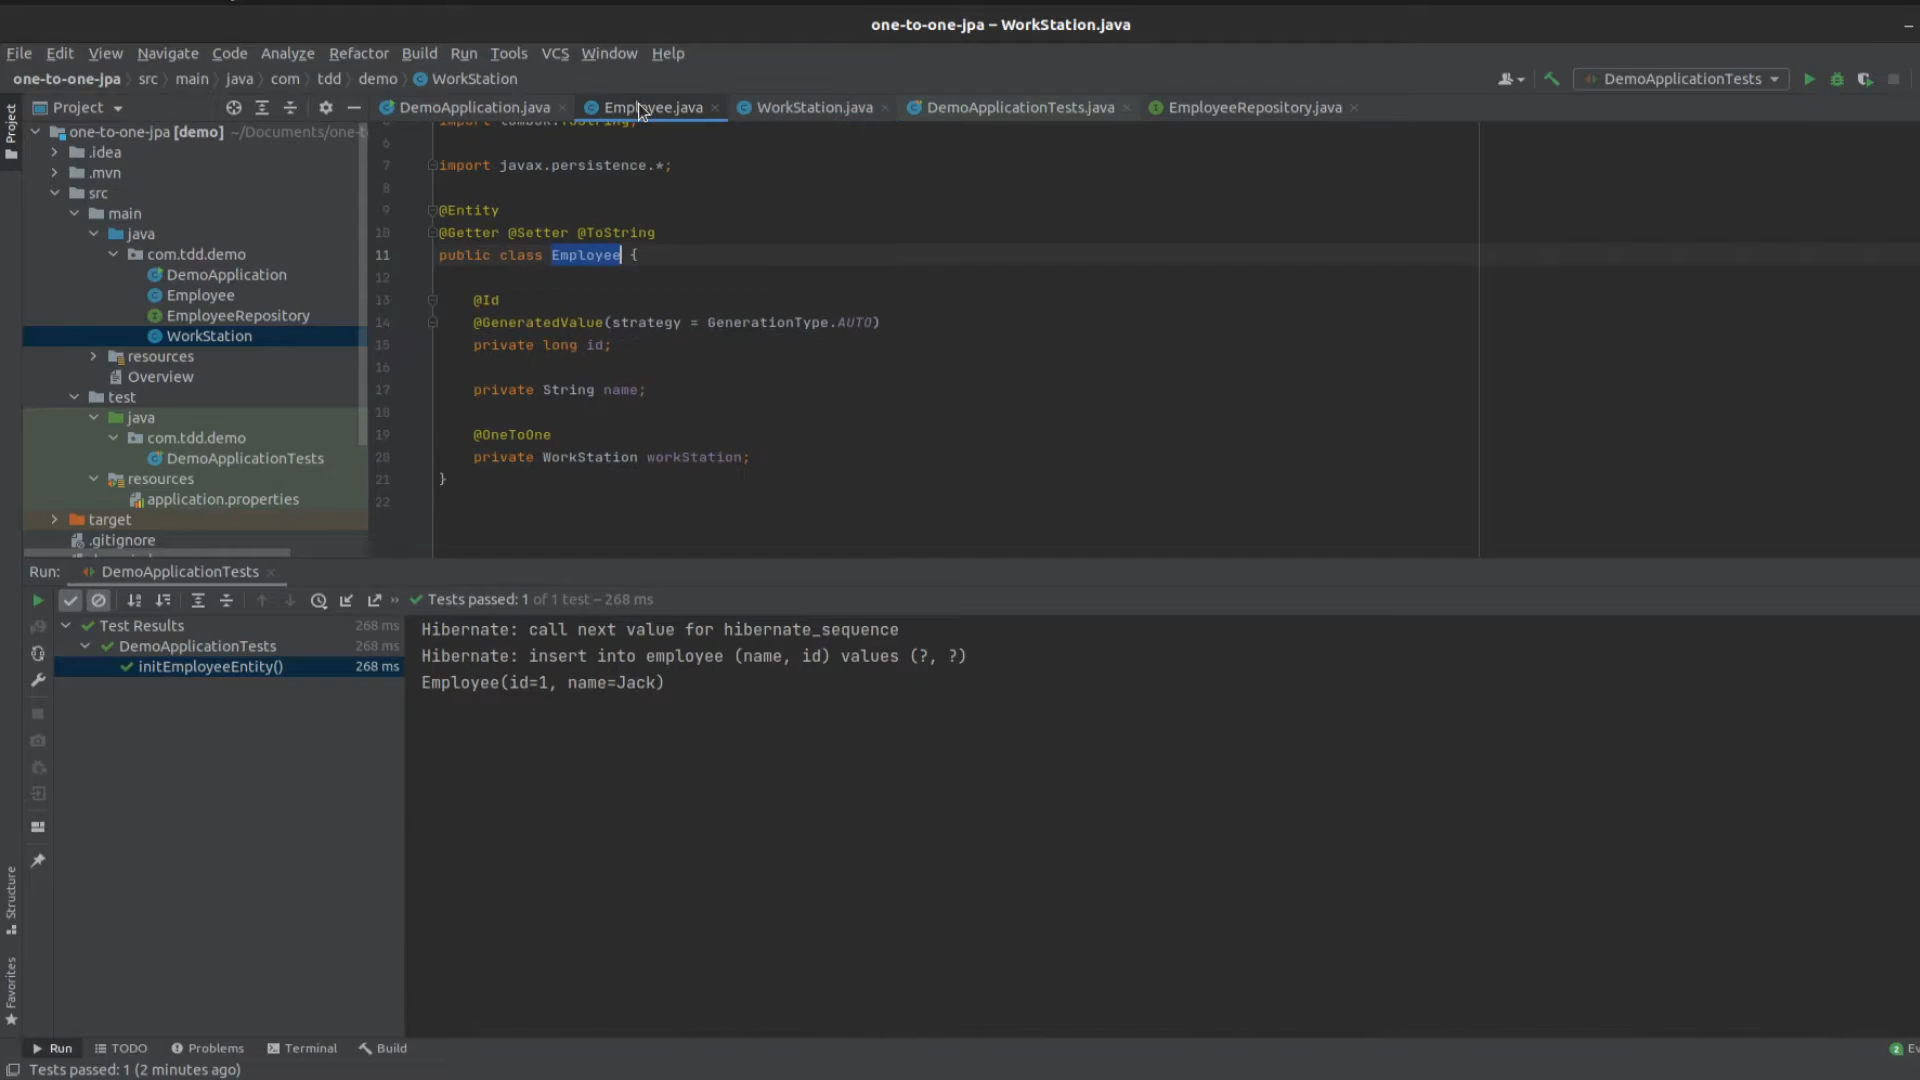 one-to-one-jpa – WorkStation.java
File Edit View Navigate Code Analyze Refactor Build Run Tools VCS Window Help
one-to-one-jpa src main java com tdd demo WorkStation
DemoApplicationTests
Project
DemoApplication.java
Employee.java
WorkStation.java
DemoApplicationTests.java
EmployeeRepository.java
Project
Structure
Favorites
one-to-one-jpa [demo] ~/Documents/one-t
.idea
.mvn
src
main
java
com.tdd.demo
DemoApplication
Employee
EmployeeRepository
WorkStation
resources
Overview
test
java
com.tdd.demo
DemoApplicationTests
resources
application.properties
target
.gitignore
6
7 import javax.persistence.*;
8
9 @Entity
10 @Getter @Setter @ToString
11 public class Employee {
12
13 @Id
14 @GeneratedValue(strategy = GenerationType.AUTO)
15 private long id;
16
17 private String name;
18
19 @OneToOne
20 private WorkStation workStation;
21 }
22
Run: DemoApplicationTests
Tests passed: 1 of 1 test – 268 ms
Test Results 268 ms
DemoApplicationTests 268 ms
initEmployeeEntity() 268 ms
Hibernate: call next value for hibernate_sequence
Hibernate: insert into employee (name, id) values (?, ?)
Employee(id=1, name=Jack)
Run TODO Problems Terminal Build
2 Ev
Tests passed: 1 (2 minutes ago)